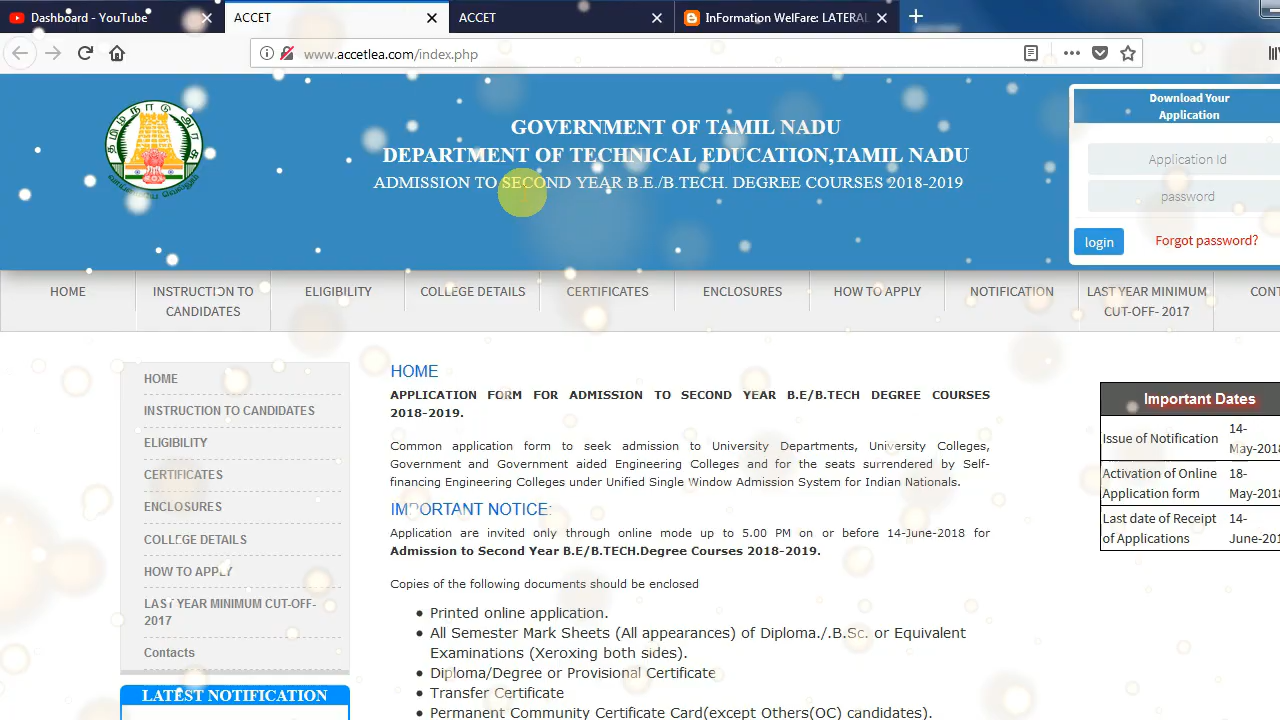 Dashboard - YouTube
ACCET
ACCET
InFormation WelFare: LATERAL
www.accetlea.com/index.php
GOVERNMENT OF TAMIL NADU
DEPARTMENT OF TECHNICAL EDUCATION,TAMIL NADU
ADMISSION TO SECOND YEAR B.E./B.TECH. DEGREE COURSES 2018-2019
Download Your
Application
Application Id
password
login
Forgot password?
HOME
INSTRUCTION TO
CANDIDATES
ELIGIBILITY
COLLEGE DETAILS
CERTIFICATES
ENCLOSURES
HOW TO APPLY
NOTIFICATION
LAST YEAR MINIMUM
CUT-OFF- 2017
CONT
HOME
INSTRUCTION TO CANDIDATES
ELIGIBILITY
CERTIFICATES
ENCLOSURES
COLLEGE DETAILS
HOW TO APPLY
LAST YEAR MINIMUM CUT-OFF-
2017
Contacts
LATEST NOTIFICATION
HOME
APPLICATION FORM FOR ADMISSION TO SECOND YEAR B.E/B.TECH DEGREE COURSES
2018-2019.
Common application form to seek admission to University Departments, University Colleges,
Government and Government aided Engineering Colleges and for the seats surrendered by Self-
financing Engineering Colleges under Unified Single Window Admission System for Indian Nationals.
IMPORTANT NOTICE:
Application are invited only through online mode up to 5.00 PM on or before 14-June-2018 for
Admission to Second Year B.E/B.TECH.Degree Courses 2018-2019.
Copies of the following documents should be enclosed
Printed online application.
All Semester Mark Sheets (All appearances) of Diploma./.B.Sc. or Equivalent
Examinations (Xeroxing both sides).
Diploma/Degree or Provisional Certificate
Transfer Certificate
Permanent Community Certificate Card(except Others(OC) candidates).
Important Dates
Issue of Notification
14-
May-2018
Activation of Online
Application form
18-
May-2018
Last date of Receipt
of Applications
14-
June-201